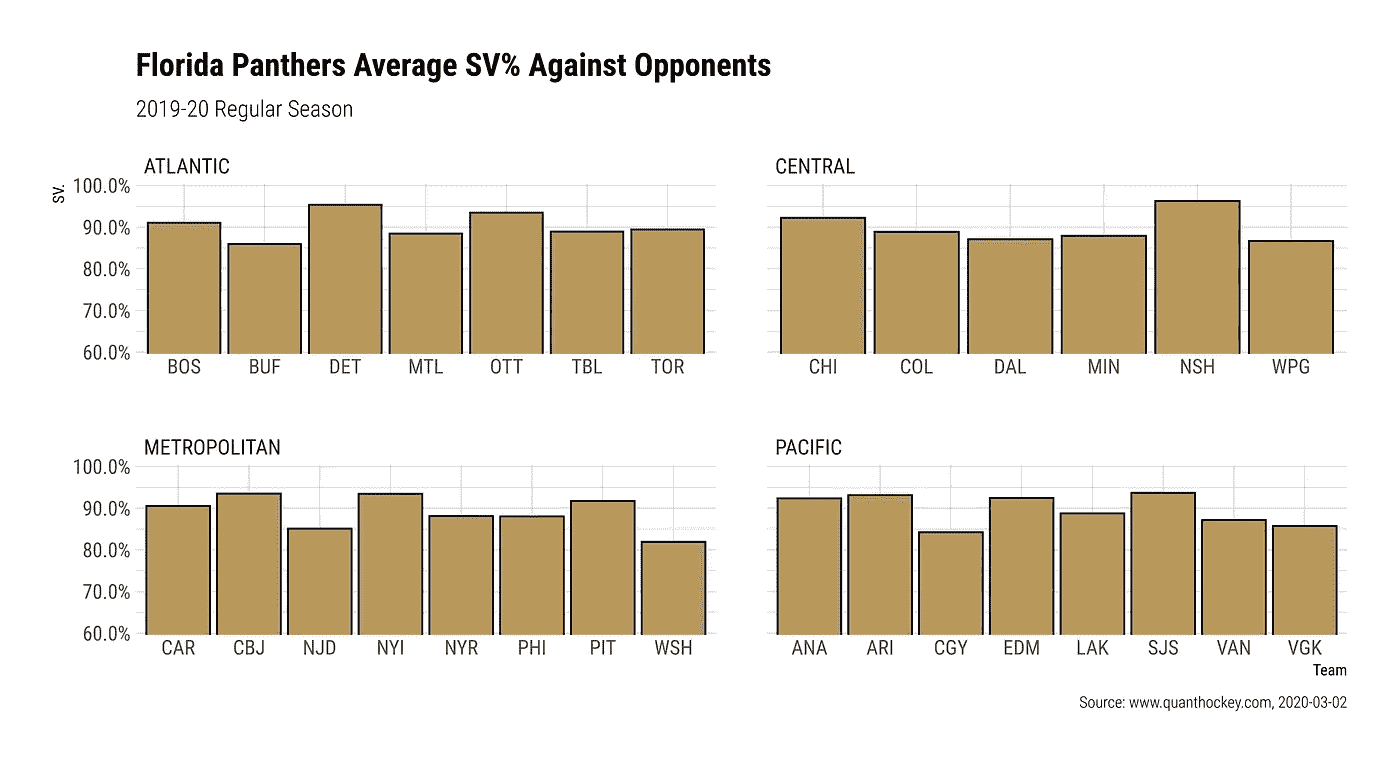 Florida Panthers Average SV% Against Opponents
2019-20 Regular Season
ATLANTIC
SV.
100.0%
90.0%
80.0%
70.0%
60.0%
BOS BUF DET MTL OTT TBL TOR
CENTRAL
CHI COL DAL MIN NSH WPG
METROPOLITAN
100.0%
90.0%
80.0%
70.0%
60.0%
CAR CBJ NJD NYI NYR PHI PIT WSH
PACIFIC
ANA ARI CGY EDM LAK SJS VAN VGK
Team
Source: www.quanthockey.com, 2020-03-02